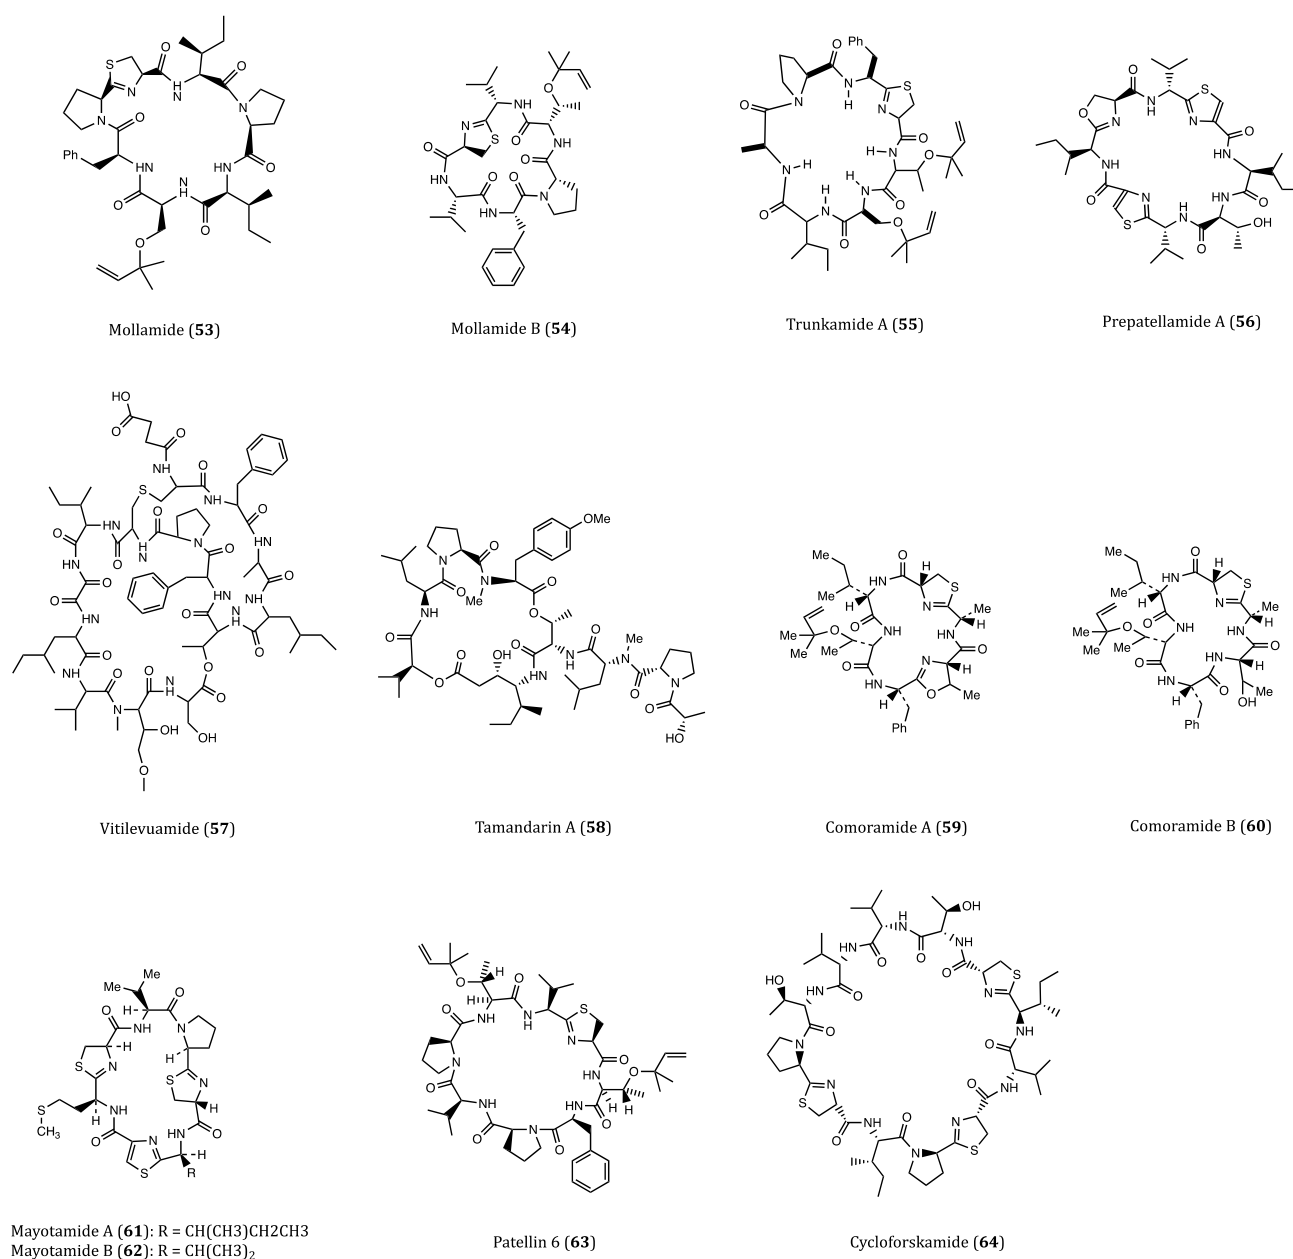 Mollamide (53)
Mollamide B (54)
Trunkamide A (55)
Prepatellamide A (56)
Vitilevuamide (57)
Tamandarin A (58)
Comoramide A (59)
Comoramide B (60)
Mayotamide A (61): R = CH(CH3)CH2CH3
Mayotamide B (62): R = CH(CH3)₂
Patellin 6 (63)
Cycloforskamide (64)